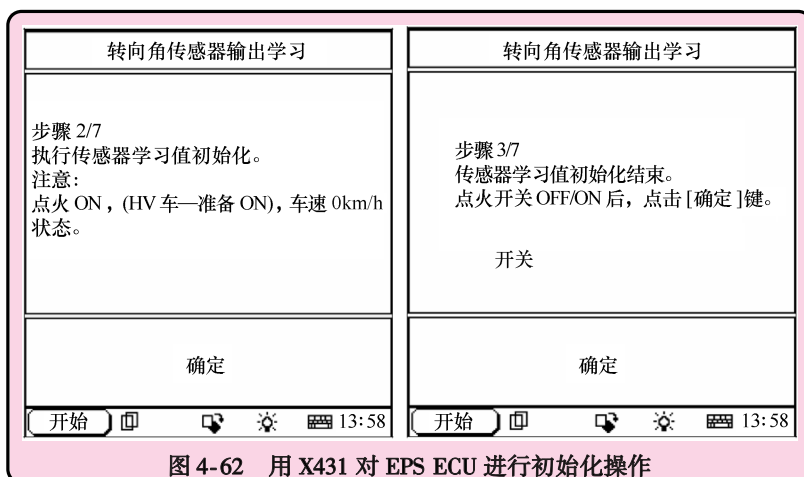 转向角传感器输出学习
步骤 2/7
执行传感器学习值初始化。
注意：
点火 ON，(HV 车—准备 ON)，车速 0km/h
状态。
确定
开始
13:58
转向角传感器输出学习
步骤 3/7
传感器学习值初始化结束。
点火开关 OFF/ON 后，点击 [确定 ]键。
开关
确定
开始
13:58
图 4-62 用 X431 对 EPS ECU 进行初始化操作